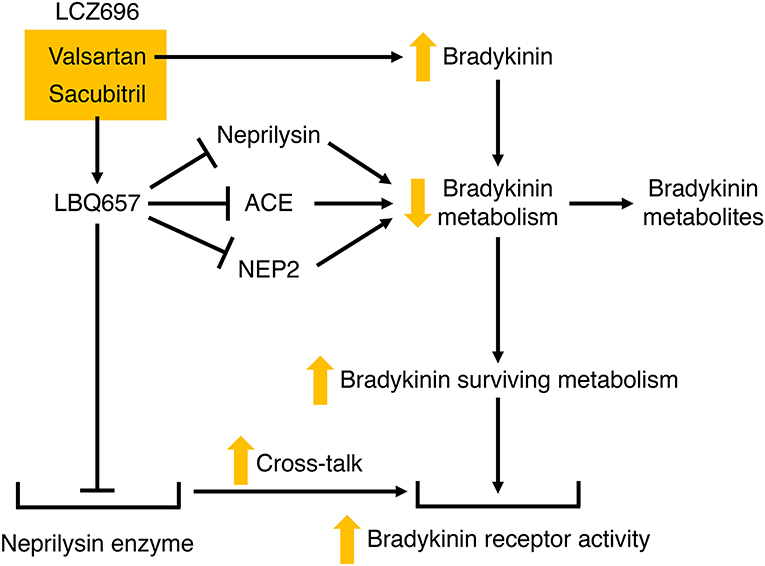 LCZ696
Valsartan
Sacubitril
Bradykinin
Neprilysin
LBQ657
ACE
NEP2
Bradykinin
metabolism
Bradykinin
metabolites
Bradykinin surviving metabolism
Cross-talk
Neprilysin enzyme
Bradykinin receptor activity